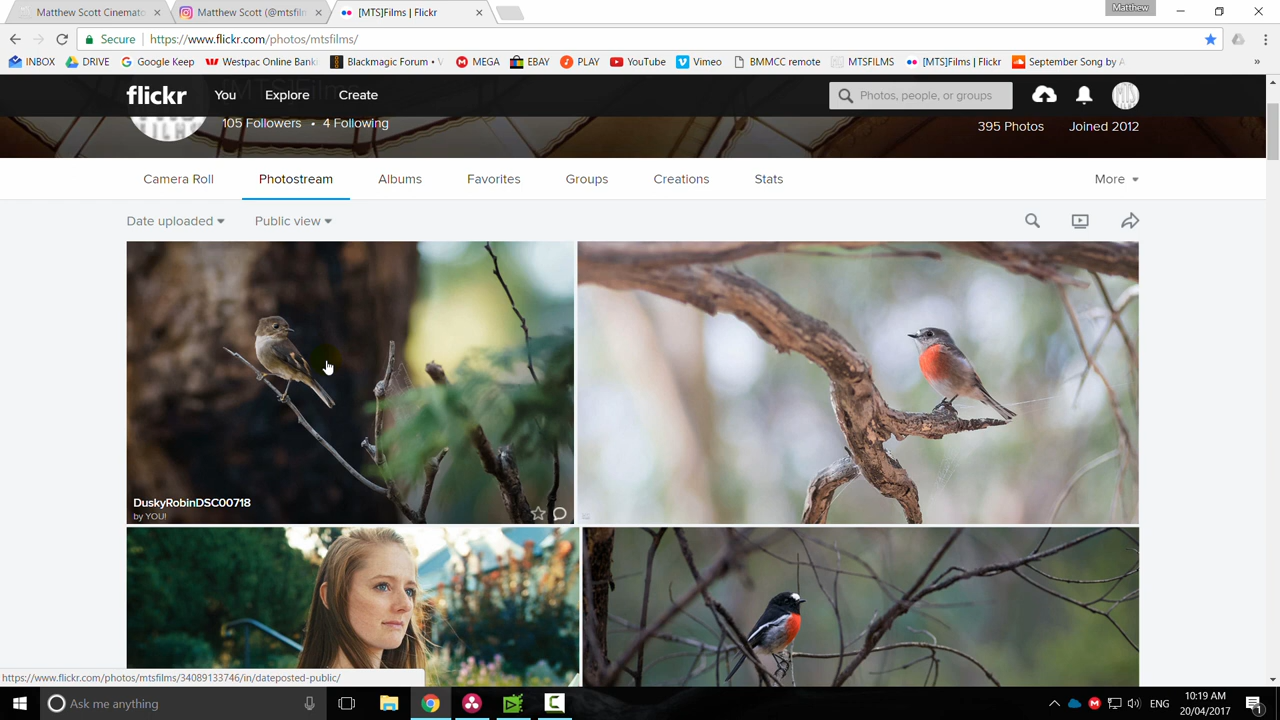 Matthew Scott Cinemato
Matthew Scott (@mtsfilm
[MTS]Films | Flickr
Matthew
Secure
https://www.flickr.com/photos/mtsfilms/
INBOX
DRIVE
Google Keep
Westpac Online Bank
Blackmagic Forum •
MEGA
EBAY
PLAY
YouTube
Vimeo
BMMCC remote
MTSFILMS
[MTS]Films | Flickr
September Song by A
»
flickr
You
Explore
Create
Photos, people, or groups
MTS
105 Followers • 4 Following
395 Photos
Joined 2012
Camera Roll
Photostream
Albums
Favorites
Groups
Creations
Stats
More
Date uploaded
Public view
DuskyRobinDSC00718
by YOU!
https://www.flickr.com/photos/mtsfilms/34089133746/in/dateposted-public/
Ask me anything
ENG
10:19 AM
20/04/2017
1